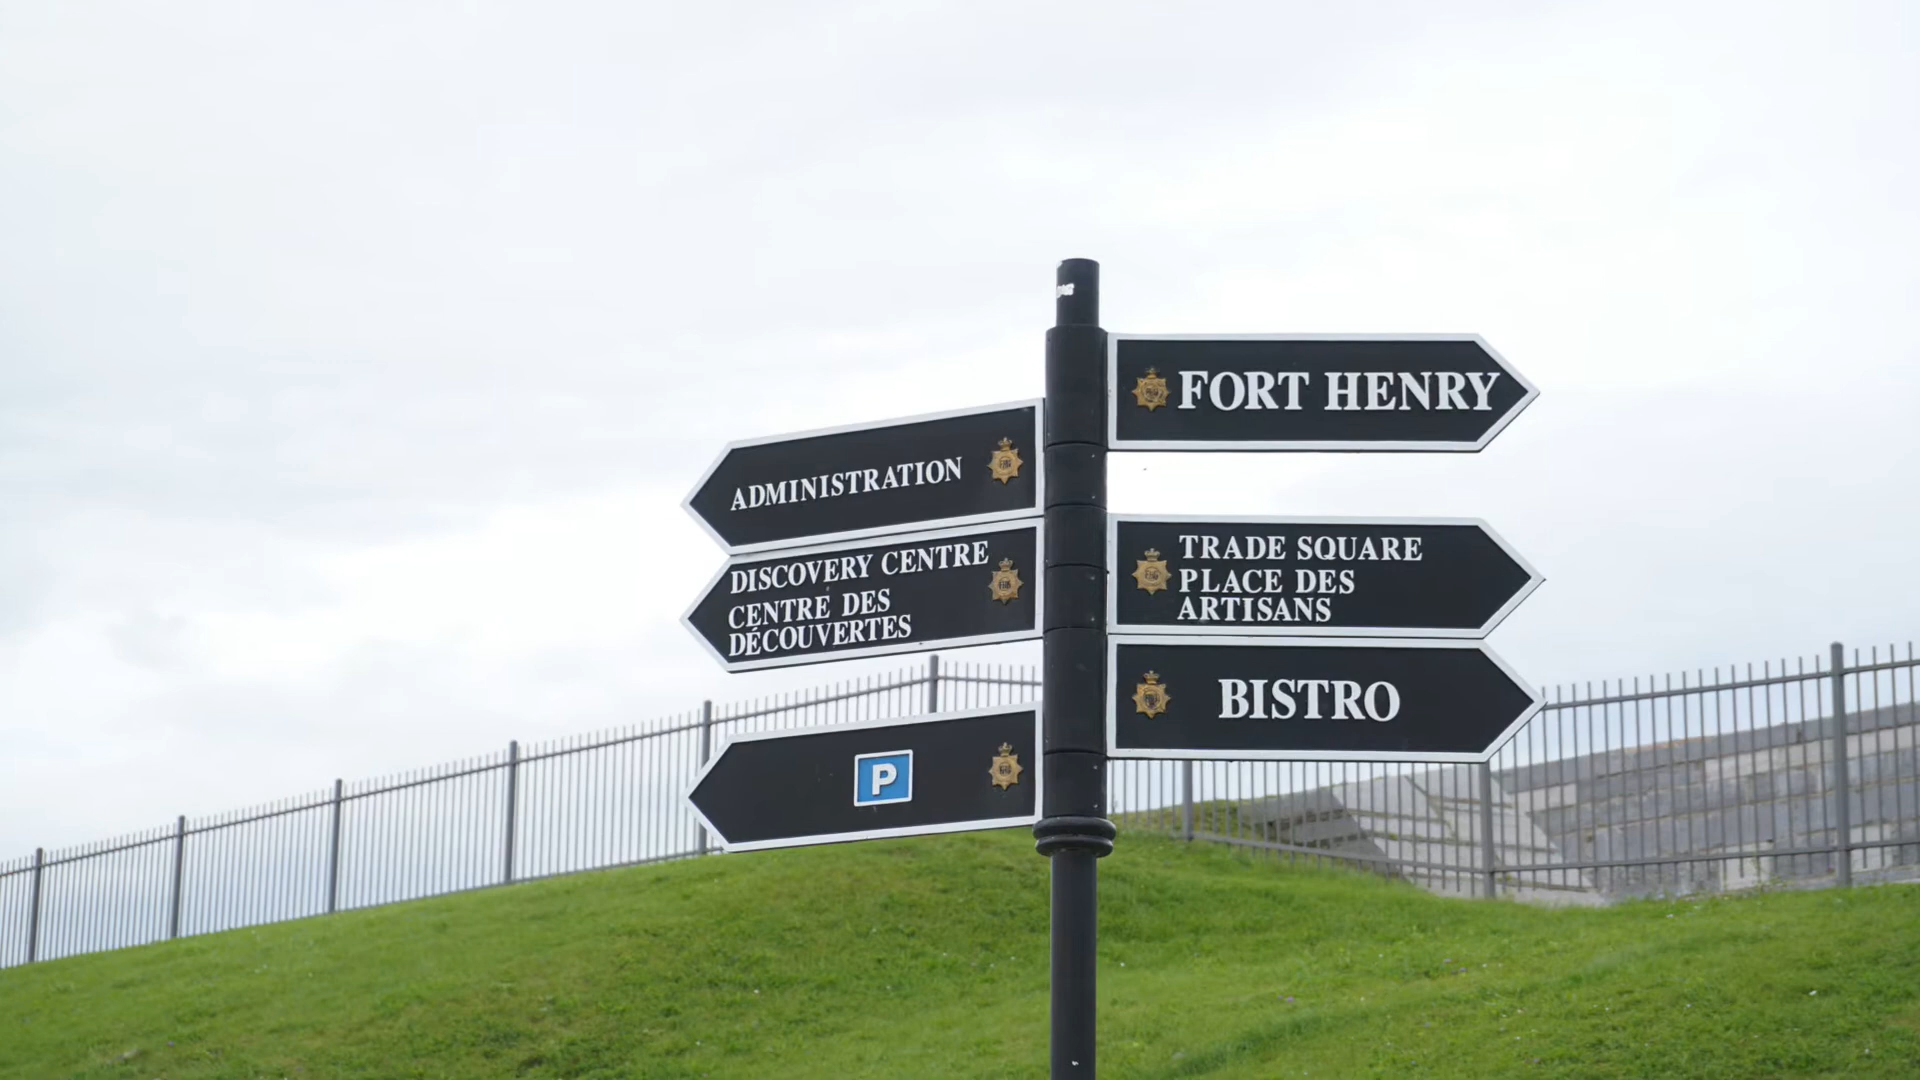 FORT HENRY
ADMINISTRATION
DISCOVERY CENTRE
CENTRE DES
DÉCOUVERTES
P
TRADE SQUARE
PLACE DES
ARTISANS
BISTRO